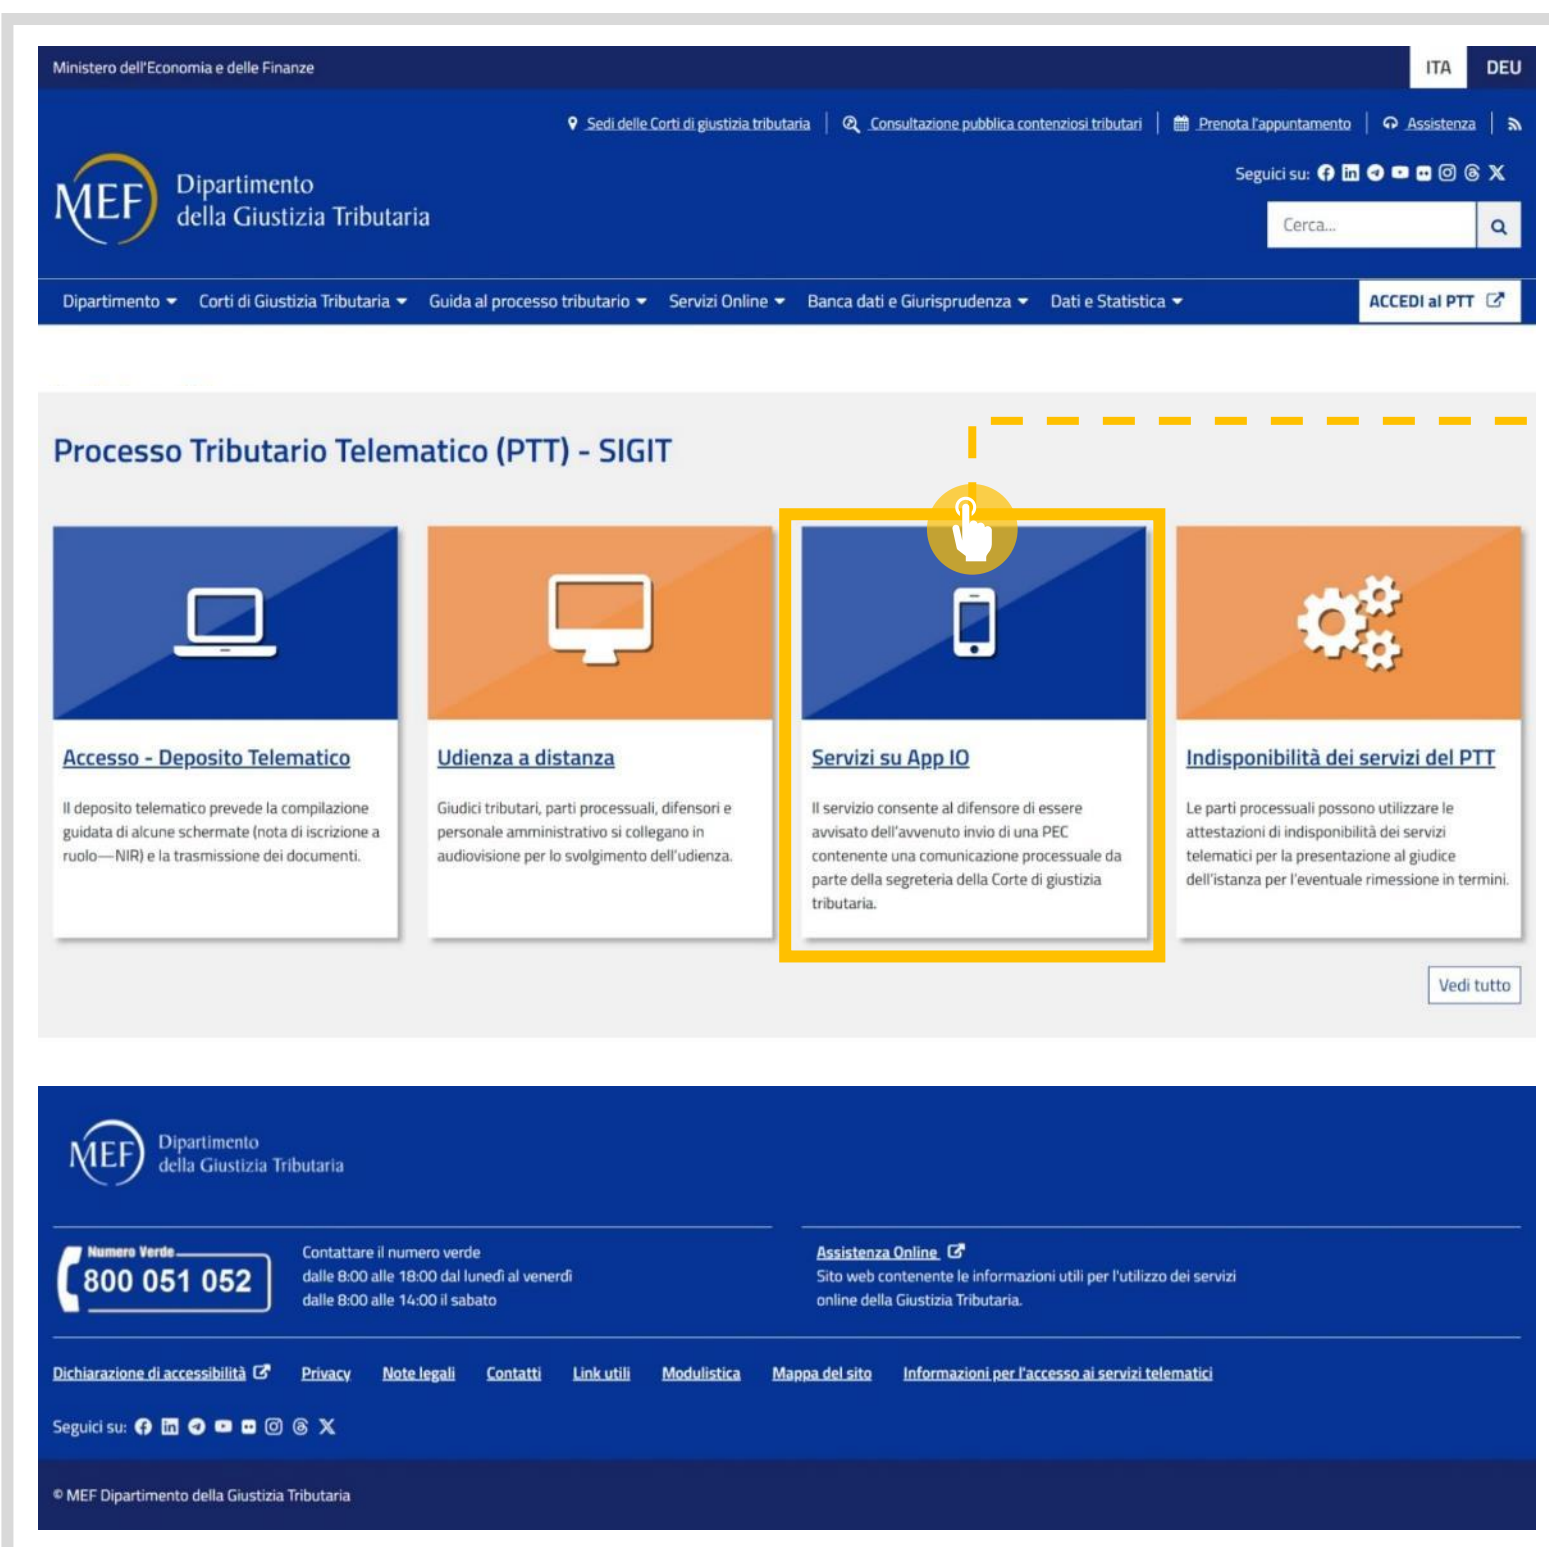 Ministero dell'Economia e delle Finanze
ITA DEU
Sedi delle Corti di giustizia tributaria Consultazione pubblica contenziosi tributari Prenota l'appuntamento Assistenza
Seguici su:
MEF Dipartimento
della Giustizia Tributaria
Cerca...
Dipartimento Corti di Giustizia Tributaria Guida al processo tributario Servizi Online Banca dati e Giurisprudenza Dati e Statistica ACCEDI al PTT
Processo Tributario Telematico (PTT) - SIGIT
Accesso - Deposito Telematico
Il deposito telematico prevede la compilazione
guidata di alcune schermate (nota di iscrizione a
ruolo—NIR) e la trasmissione dei documenti.
Udienza a distanza
Giudici tributari, parti processuali, difensori e
personale amministrativo si collegano in
audiovisione per lo svolgimento dell'udienza.
Servizi su App IO
Il servizio consente al difensore di essere
avvisato dell'avvenuto invio di una PEC
contenente una comunicazione processuale da
parte della segreteria della Corte di giustizia
tributaria.
Indisponibilità dei servizi del PTT
Le parti processuali possono utilizzare le
attestazioni di indisponibilità dei servizi
telematici per la presentazione al giudice
dell'istanza per l'eventuale rimessione in termini.
Vedi tutto
MEF Dipartimento
della Giustizia Tributaria
Numero Verde
800 051 052
Contattare il numero verde
dalle 8:00 alle 18:00 dal lunedì al venerdì
dalle 8:00 alle 14:00 il sabato
Assistenza Online
Sito web contenente le informazioni utili per l'utilizzo dei servizi
online della Giustizia Tributaria.
Dichiarazione di accessibilità Privacy Note legali Contatti Link utili Modulistica Mappa del sito Informazioni per l'accesso ai servizi telematici
Seguici su:
© MEF Dipartimento della Giustizia Tributaria